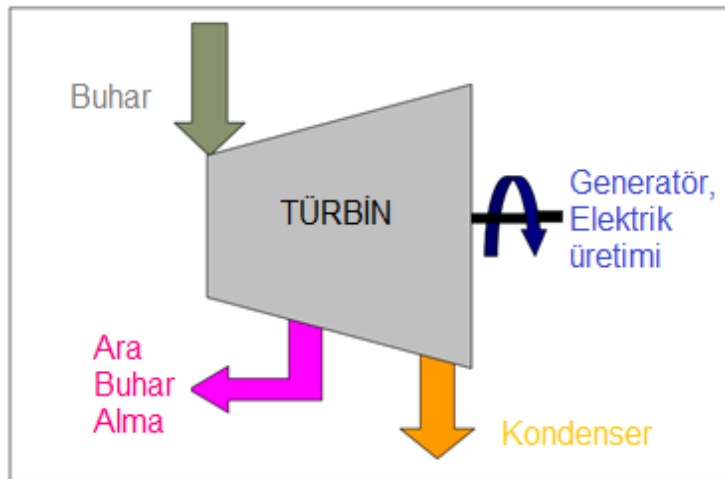 Buhar
TÜRBİN
Generatör,
Elektrik
üretimi
Ara
Buhar
Alma
Kondenser